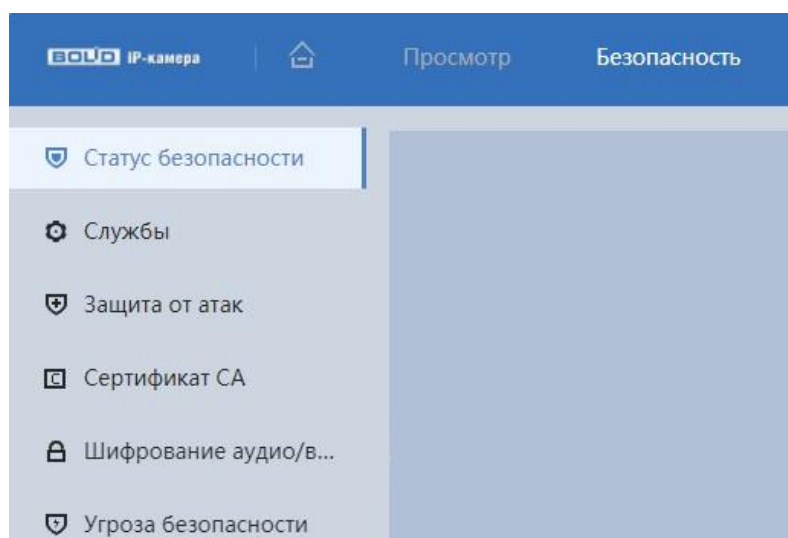 BOLID IP-камера
Просмотр
Безопасность
Статус безопасности
Службы
Защита от атак
Сертификат CA
Шифрование аудио/в...
Угроза безопасности